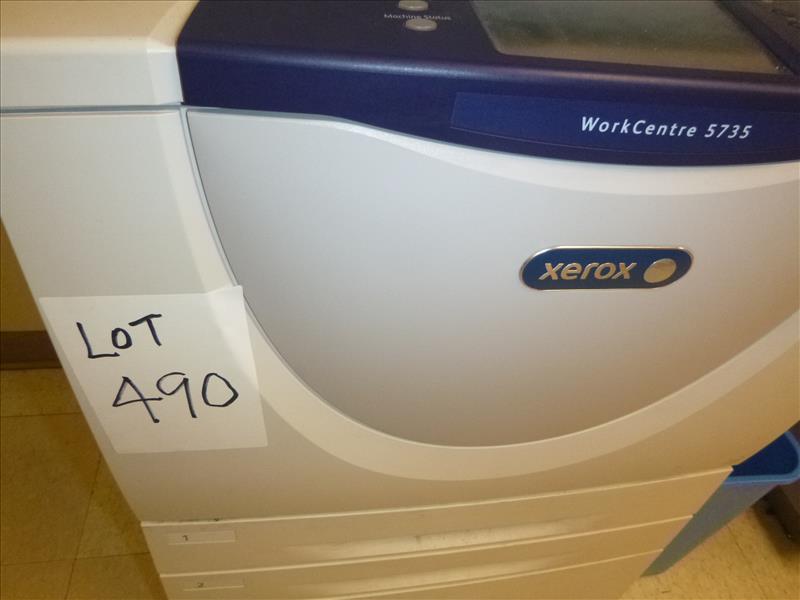 Machine Status
WorkCentre 5735
xerox
LOT
490
1
2